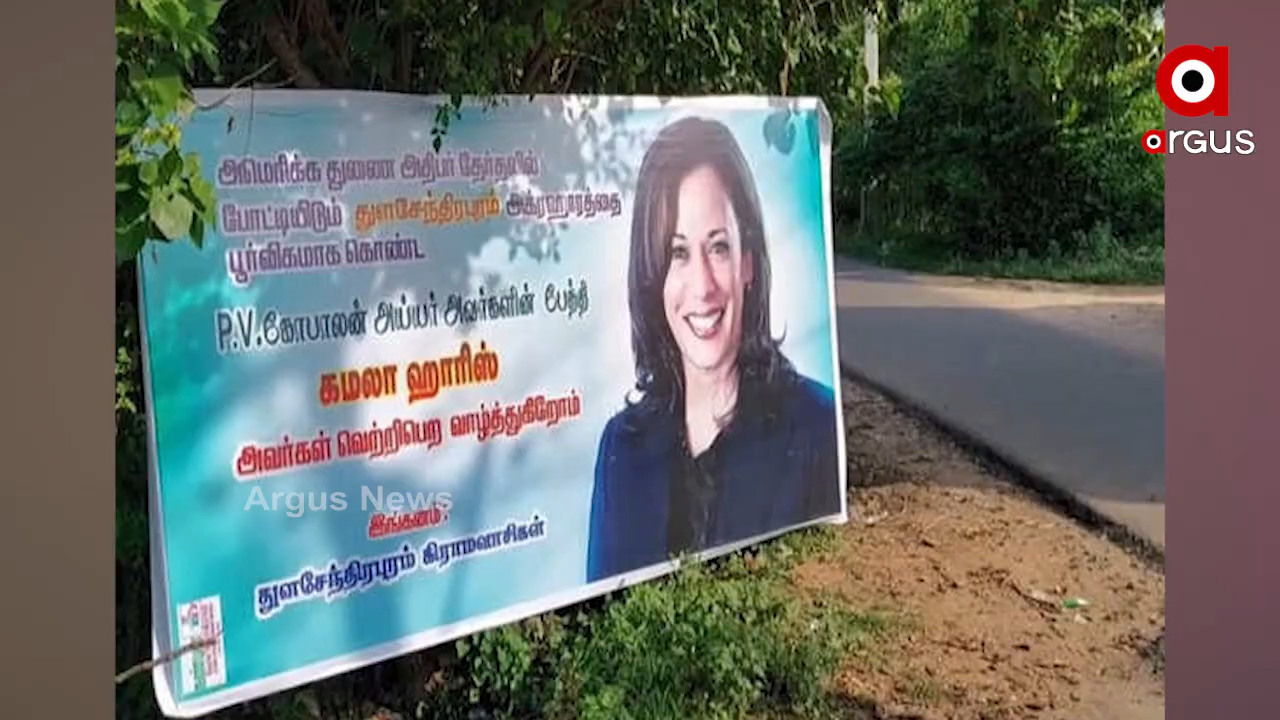 அமெரிக்க துணை அதிபர் தேர்தலில்
போட்டியிடும் துளசேந்திரபுரம் அக்ரஹாரத்தை
பூர்விகமாக கொண்ட
P.V.கோபாலன் அய்யர் அவர்களின் பேத்தி
கமலா ஹாரிஸ்
அவர்கள் வெற்றிபெற வாழ்த்துகிறோம்
Argus News
இங்கனம்:
துளசேந்திரபுரம் கிராமவாசிகள்
argus